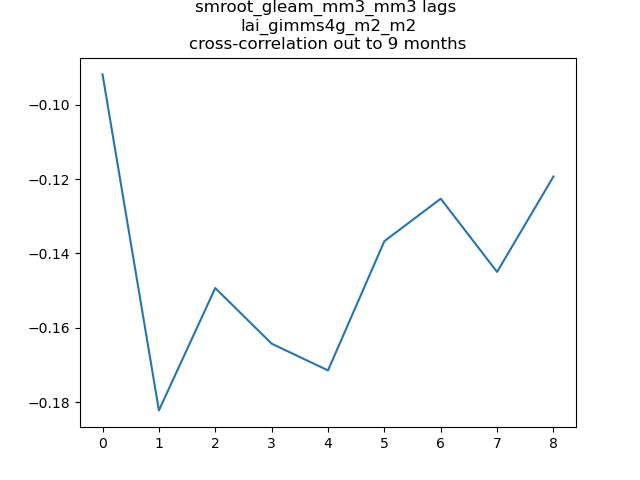 smroot_gleam_mm3_mm3 lags
lai_gimms4g_m2_m2
cross-correlation out to 9 months
−0.10
−0.12
−0.14
−0.16
−0.18
0 1 2 3 4 5 6 7 8